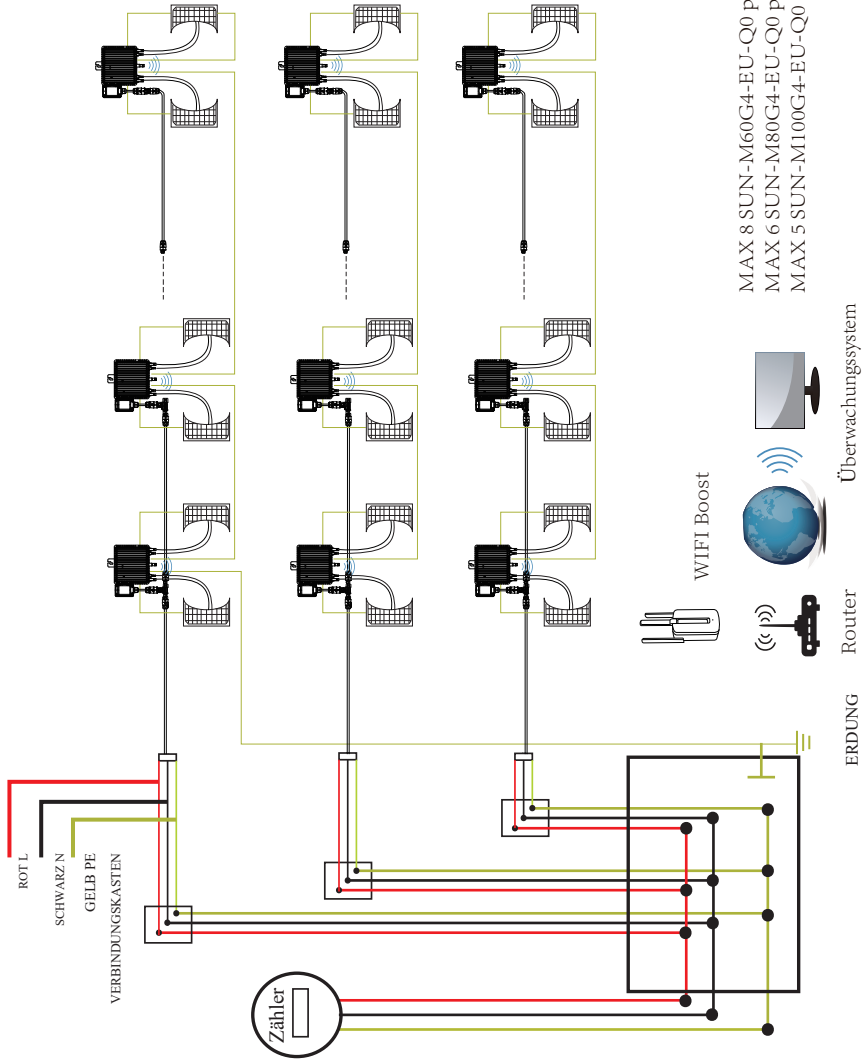 ROT L
SCHWARZ N
GELB PE
VERBINDUNGSKASTEN
Zähler
WIFI Boost
Router
ERDUNG
Überwachungssystem
MAX 8 SUN-M60G4-EU-Q0 p
MAX 6 SUN-M80G4-EU-Q0 p
MAX 5 SUN-M100G4-EU-Q0